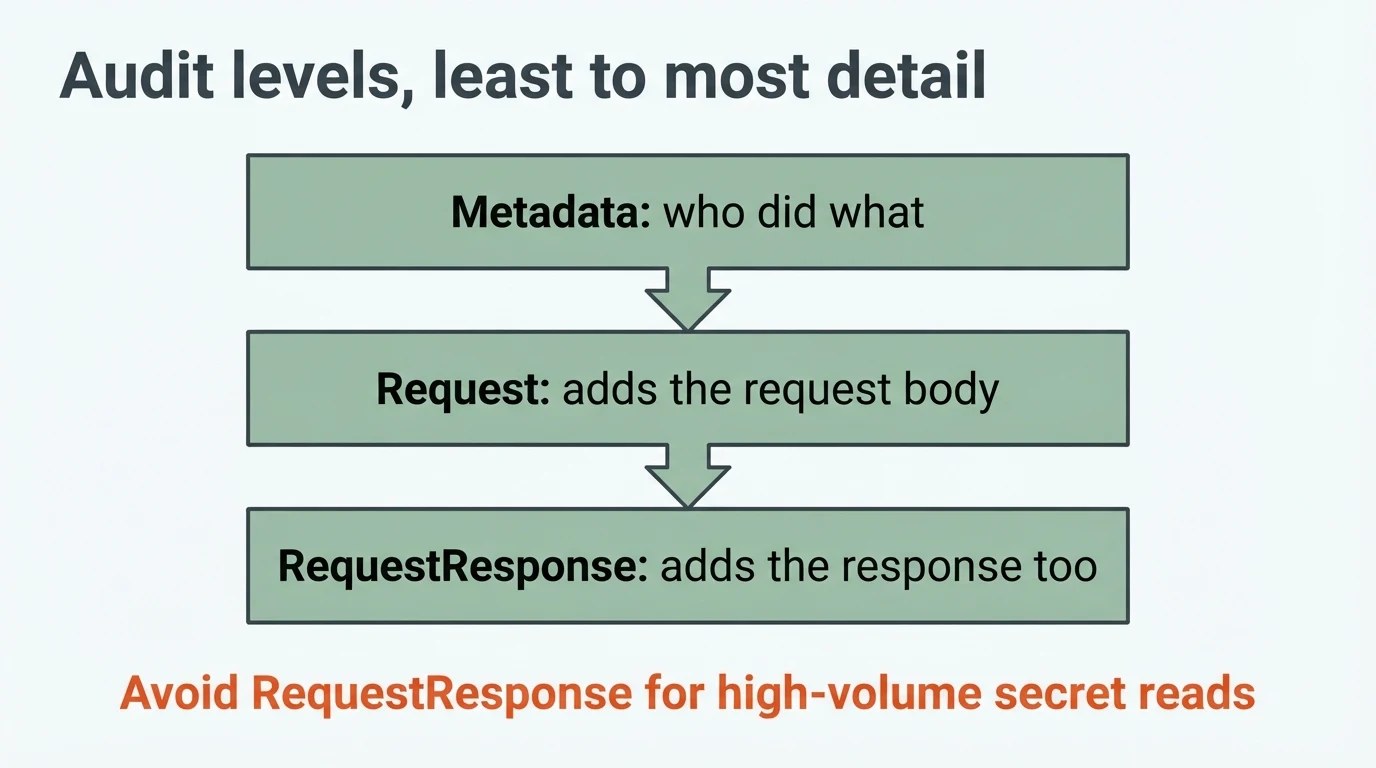 Audit levels, least to most detail
Metadata: who did what
Request: adds the request body
RequestResponse: adds the response too
Avoid RequestResponse for high-volume secret reads